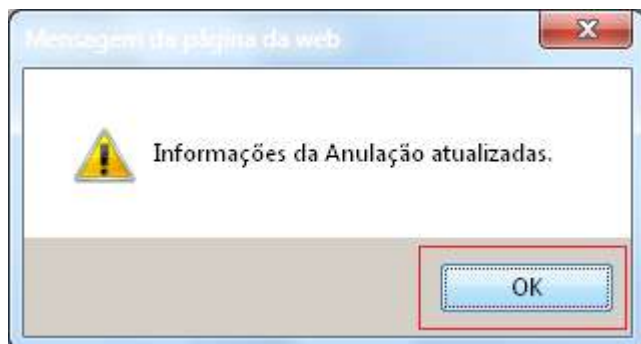 Mensagem da página da web
Informações da Anulação atualizadas.
OK